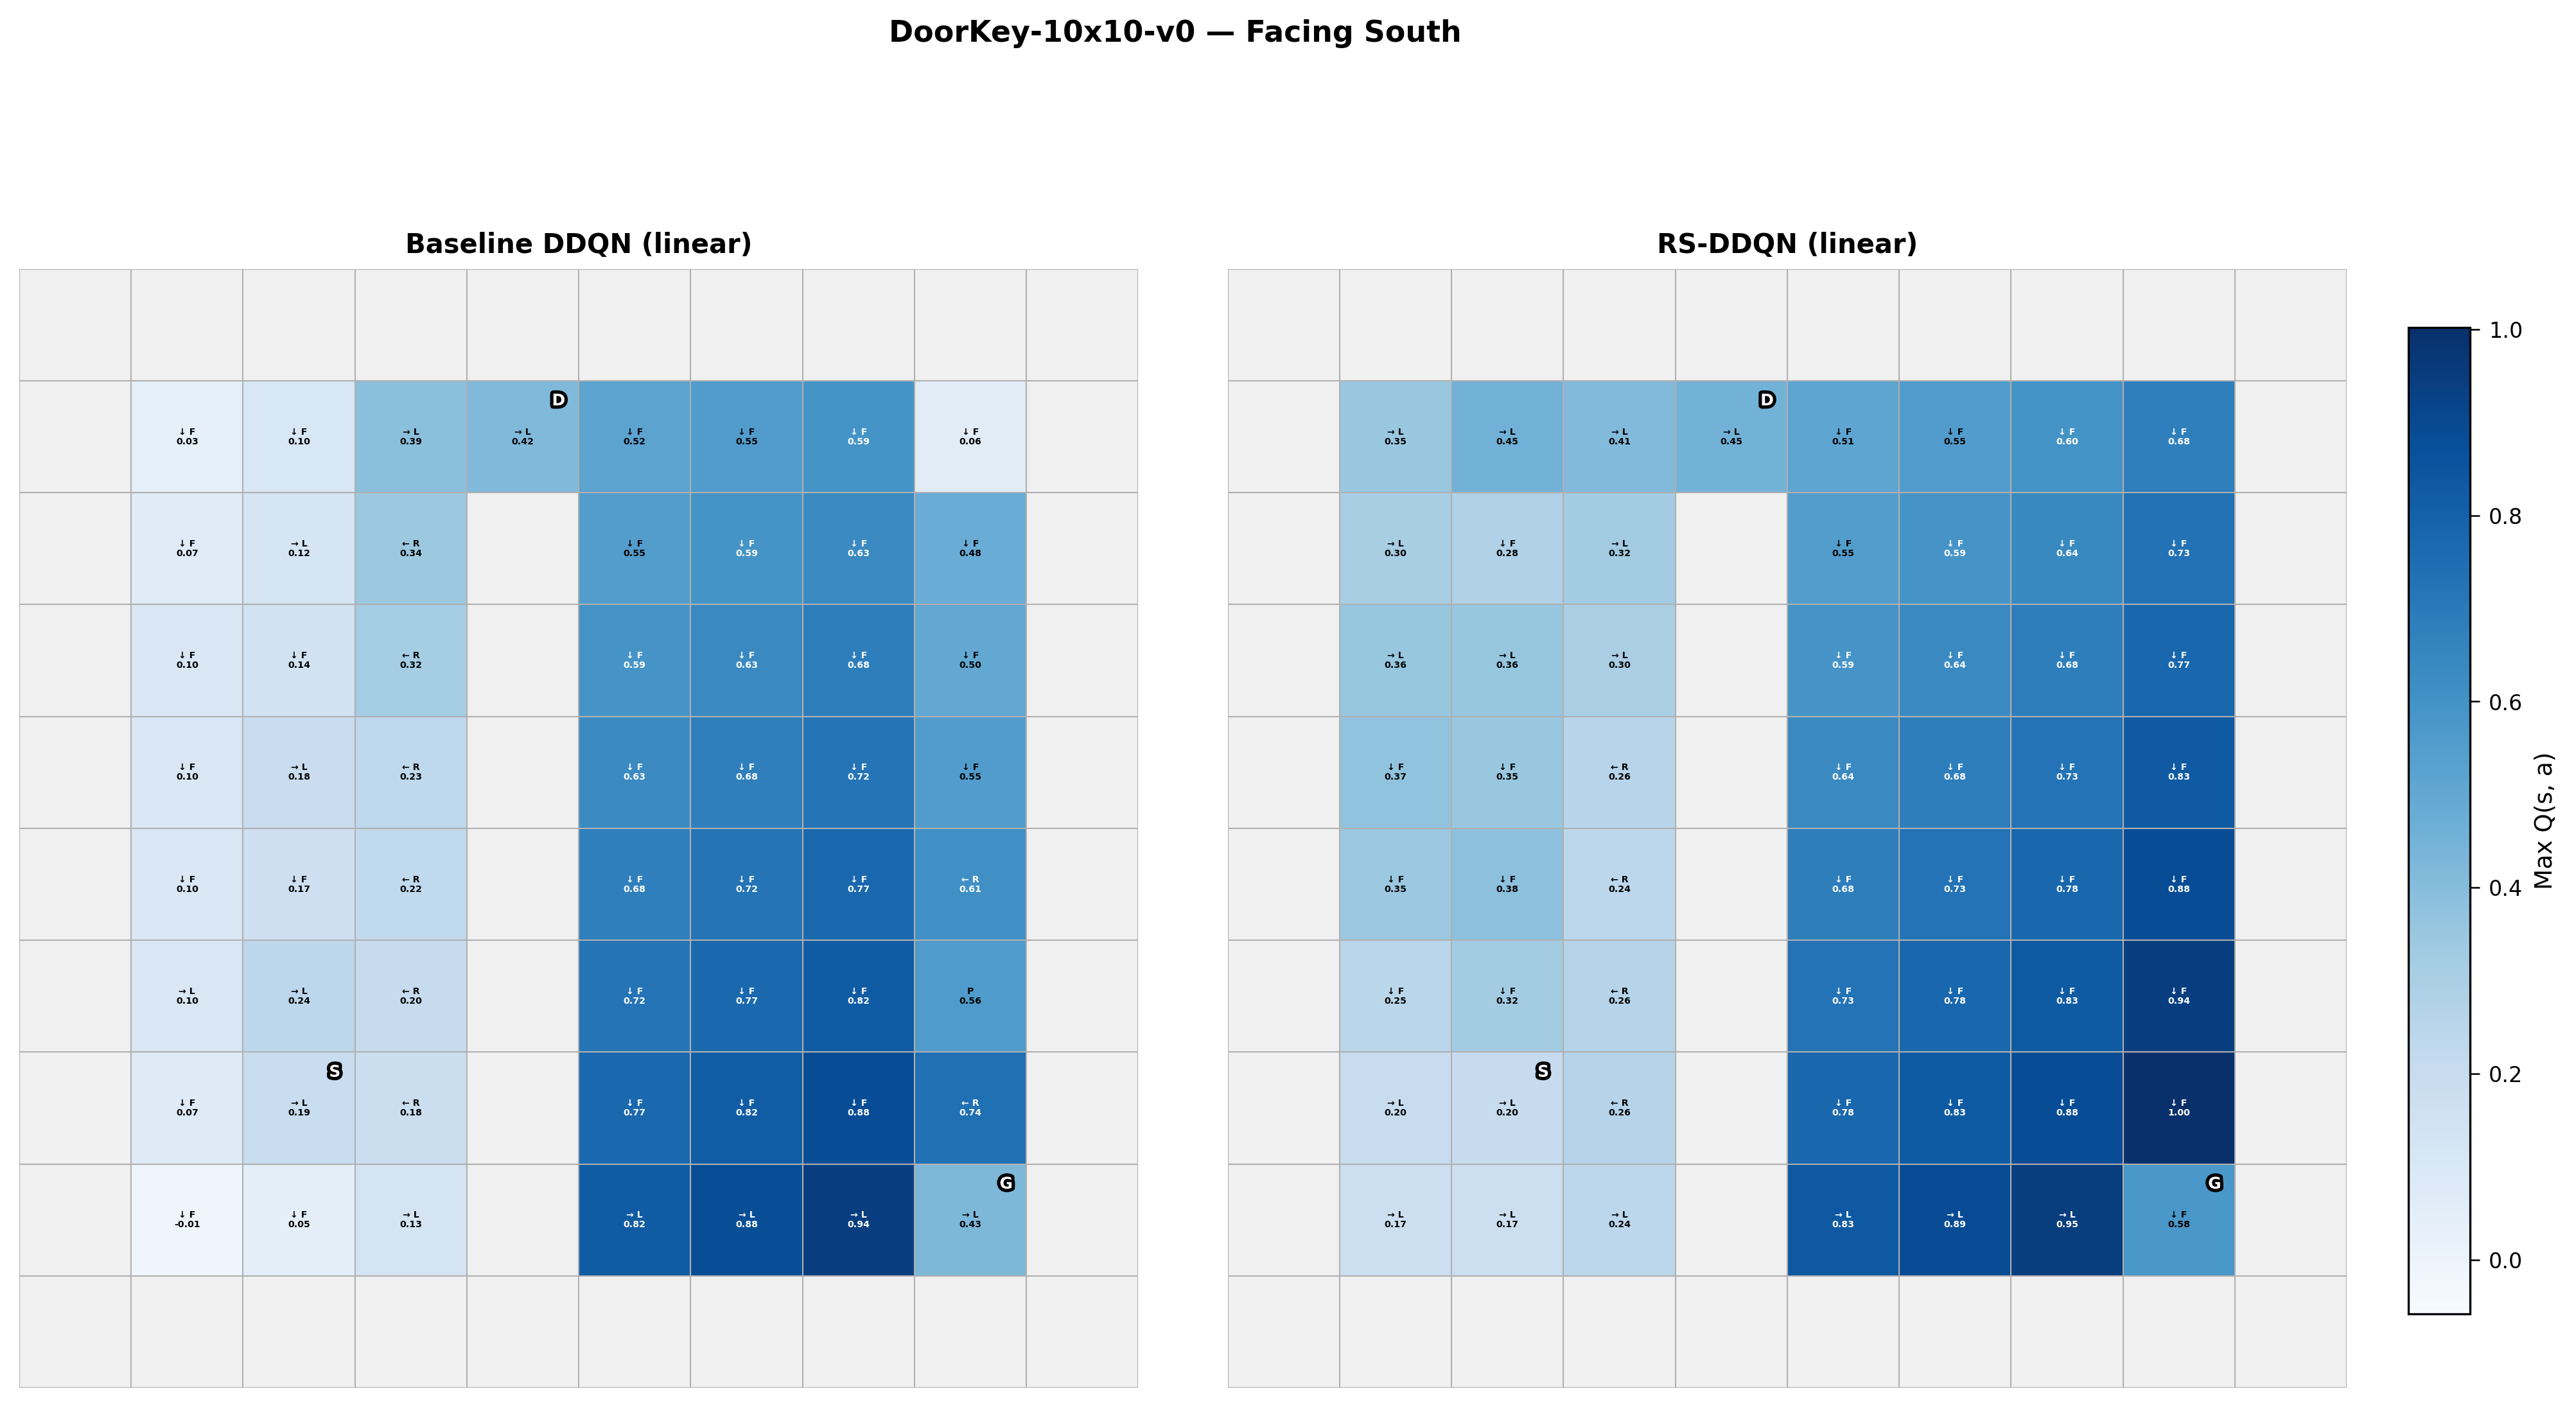 DoorKey-10x10-v0 — Facing South
Baseline DDQN (linear)
RS-DDQN (linear)
D
↓ F ↓ F → L → L ↓ F ↓ F ↓ F ↓ F
0.03 0.10 0.39 0.42 0.52 0.55 0.59 0.06
↓ F → L ← R ↓ F ↓ F ↓ F ↓ F
0.07 0.12 0.34 0.55 0.59 0.63 0.48
↓ F ↓ F ← R ↓ F ↓ F ↓ F ↓ F
0.10 0.14 0.32 0.59 0.63 0.68 0.50
↓ F → L ← R ↓ F ↓ F ↓ F ↓ F
0.10 0.18 0.23 0.63 0.68 0.72 0.55
↓ F ↓ F ← R ↓ F ↓ F ↓ F ← R
0.10 0.17 0.22 0.68 0.72 0.77 0.61
→ L → L ← R ↓ F ↓ F ↓ F P
0.10 0.24 0.20 0.72 0.77 0.82 0.56
S
↓ F → L ← R ↓ F ↓ F ↓ F ← R
0.07 0.19 0.18 0.77 0.82 0.88 0.74
G
↓ F ↓ F → L → L → L → L → L
-0.01 0.05 0.13 0.82 0.88 0.94 0.43
D
→ L → L → L → L ↓ F ↓ F ↓ F ↓ F
0.35 0.45 0.41 0.45 0.51 0.55 0.60 0.68
→ L ↓ F → L ↓ F ↓ F ↓ F ↓ F
0.30 0.28 0.32 0.55 0.59 0.64 0.73
→ L → L → L ↓ F ↓ F ↓ F ↓ F
0.36 0.36 0.30 0.59 0.64 0.68 0.77
↓ F ↓ F ← R ↓ F ↓ F ↓ F ↓ F
0.37 0.35 0.26 0.64 0.68 0.73 0.83
↓ F ↓ F ← R ↓ F ↓ F ↓ F ↓ F
0.35 0.38 0.24 0.68 0.73 0.78 0.88
↓ F ↓ F ← R ↓ F ↓ F ↓ F ↓ F
0.25 0.32 0.26 0.73 0.78 0.83 0.94
S
→ L → L ← R ↓ F ↓ F ↓ F ↓ F
0.20 0.20 0.26 0.78 0.83 0.88 1.00
G
→ L → L → L → L → L → L ↓ F
0.17 0.17 0.24 0.83 0.89 0.95 0.58
1.0
0.8
0.6
0.4
0.2
0.0
Max Q(s, a)